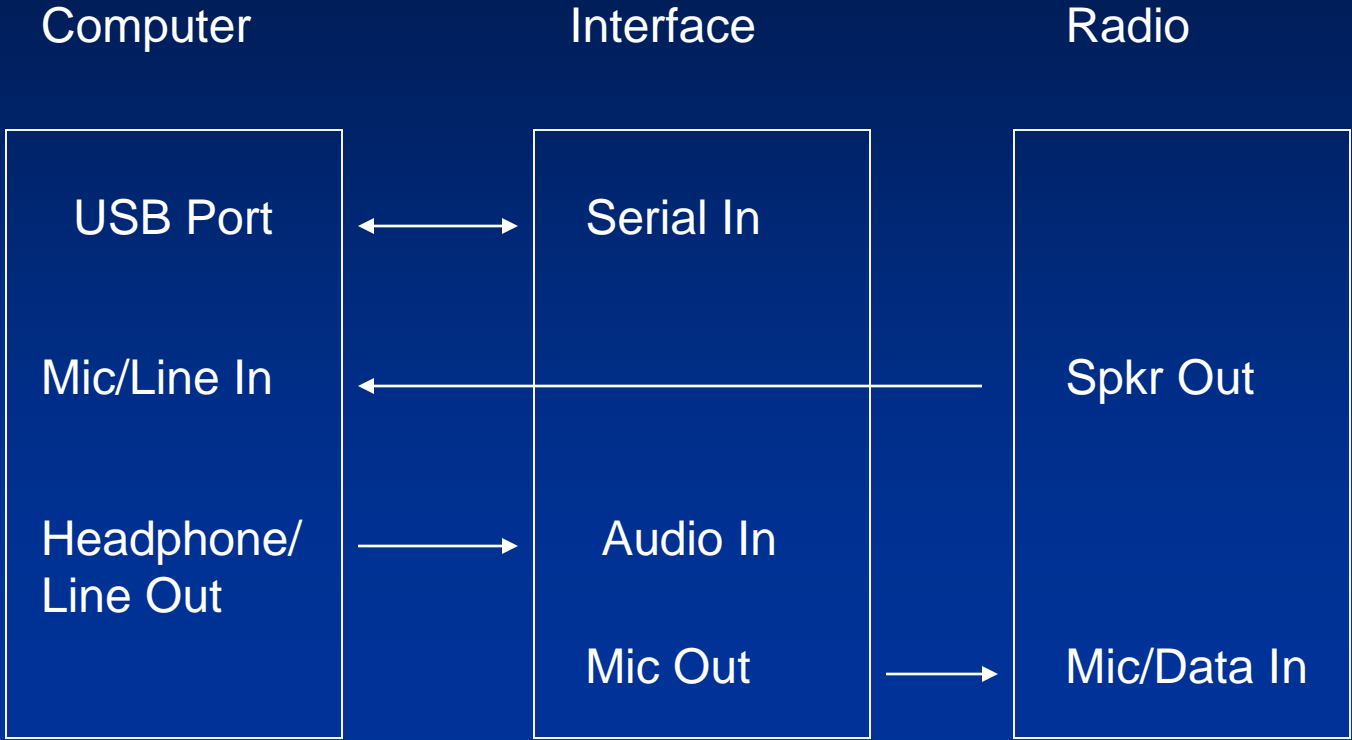 Computer
Interface
Radio
USB Port
Serial In
Mic/Line In
Spkr Out
Headphone/
Line Out
Audio In
Mic Out
Mic/Data In